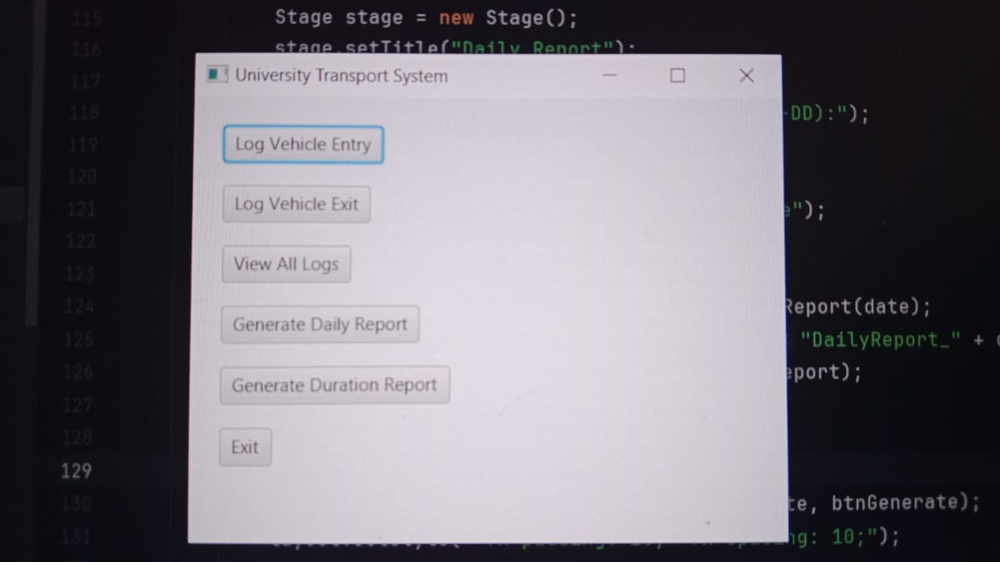 115 Stage stage = new Stage();
116 stage.setTitle("Daily Report");
University Transport System
117
118 -DD):");
Log Vehicle Entry
119
120
121 e");
Log Vehicle Exit
122
View All Logs
123
124 Report(date);
Generate Daily Report
125 "DailyReport_" +
126 eport);
Generate Duration Report
127
128
Exit
129
130 te, btnGenerate);
131 ng: 10;");